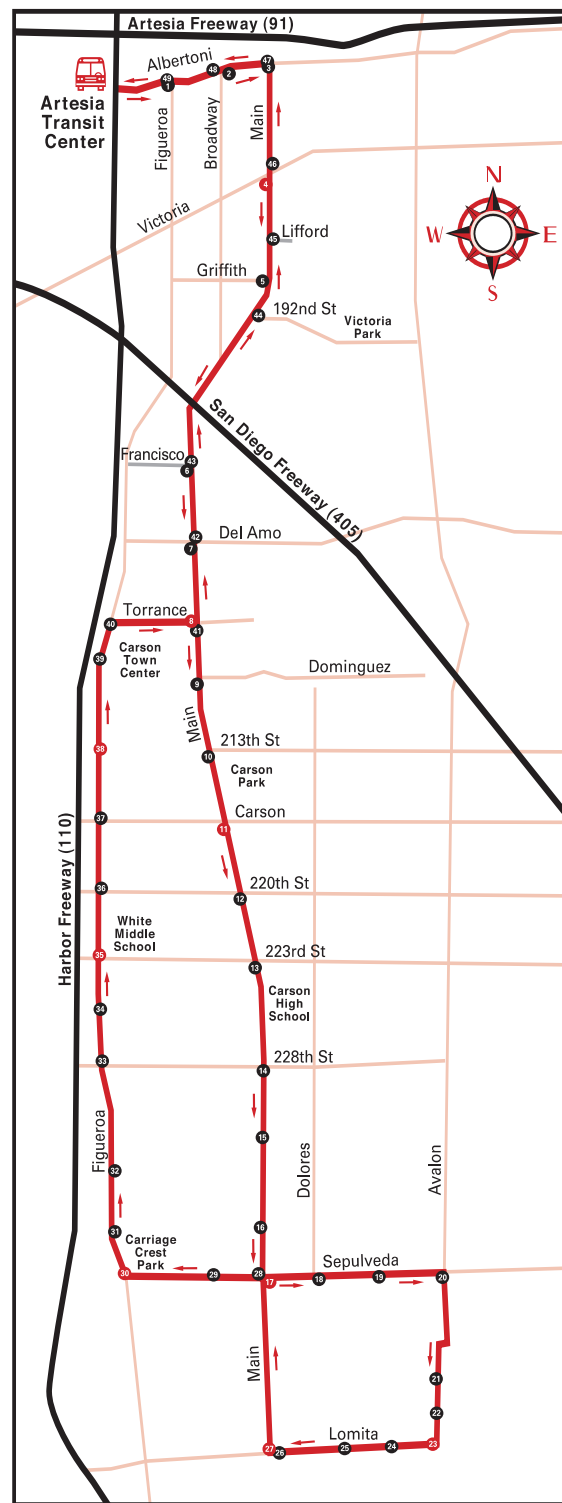 Artesia Freeway (91)
Albertoni
47
48
3
49
2
1
Artesia
Transit
Center
Figueroa
Broadway
Main
46
4
N
Victoria
W
E
Lifford
45
S
Griffith
5
192nd St
44
Victoria
Park
San Diego Freeway (405)
Francisco
43
6
Del Amo
42
7
Torrance
8
40
41
Carson
Town
Center
39
Dominguez
9
Main
213th St
38
10
Carson
Park
Carson
37
11
220th St
36
12
Harbor Freeway (110)
White
Middle
School
223rd St
35
13
Carson
High
School
34
228th St
33
14
Figueroa
15
Dolores
Avalon
32
16
31
Carriage
Crest
Park
Sepulveda
30
29
28
17
18
19
20
Main
21
22
Lomita
27
26
25
24
23